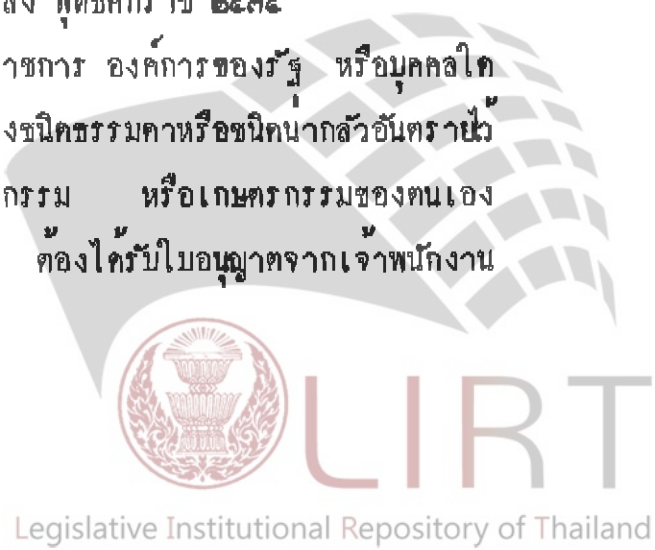 พุทธศักราช ๒๔๗๔
าชการ องค์การของรัฐ หรือบุคคลใด
งชนิดธรรมดาหรือชนิดน่ากลัวอันตรายไว้
กรรม หรือเกษตรกรรมของตนเอง
ต้องได้รับใบอนุญาตจากเจ้าพนักงาน
LIRT
Legislative Institutional Repository of Thailand